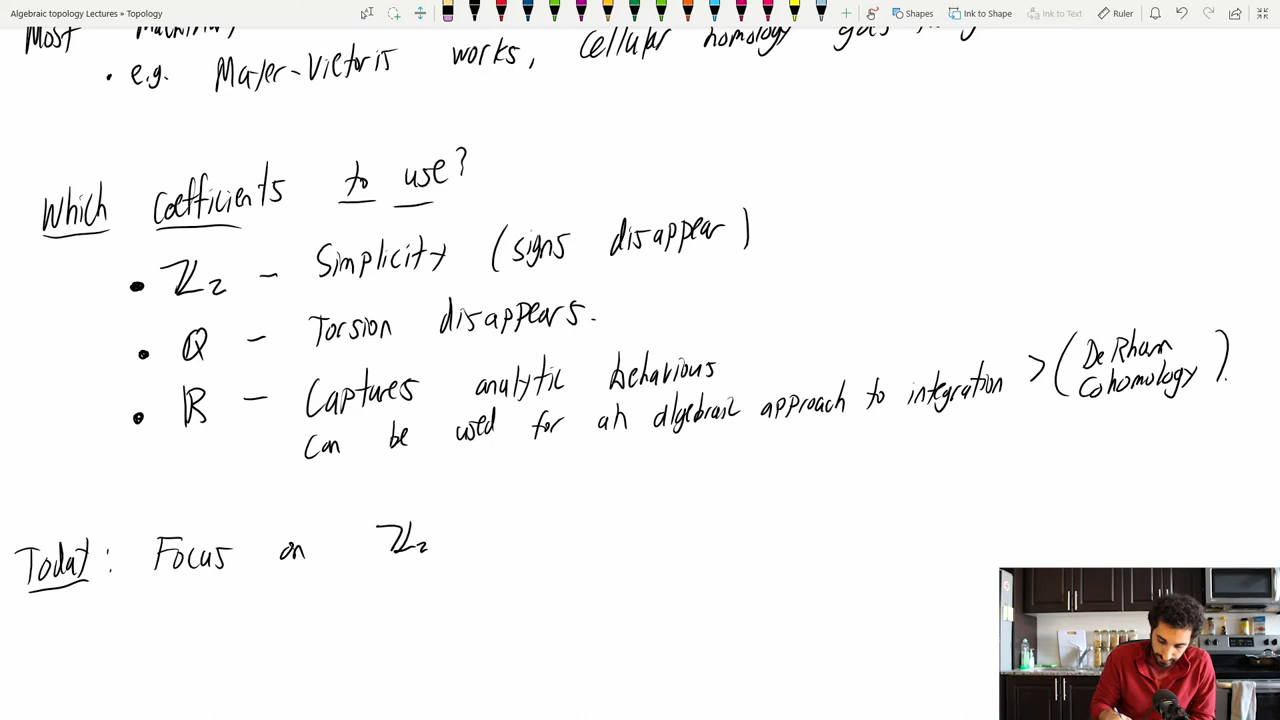 Algebraic topology Lectures » Topology
Shapes
Ink to Shape
Ink to Text
Ruler
Most
• e.g. Mayer-Vietoris works, Cellular homology goes
Which coefficients to use?
• ℤ₂ - Simplicity (signs disappear)
• ℚ - Torsion disappears.
• ℝ - Captures analytic behavious
Can be used for an algebraic approach to integration > (De Rham Cohomology).
Today: Focus on ℤ₂